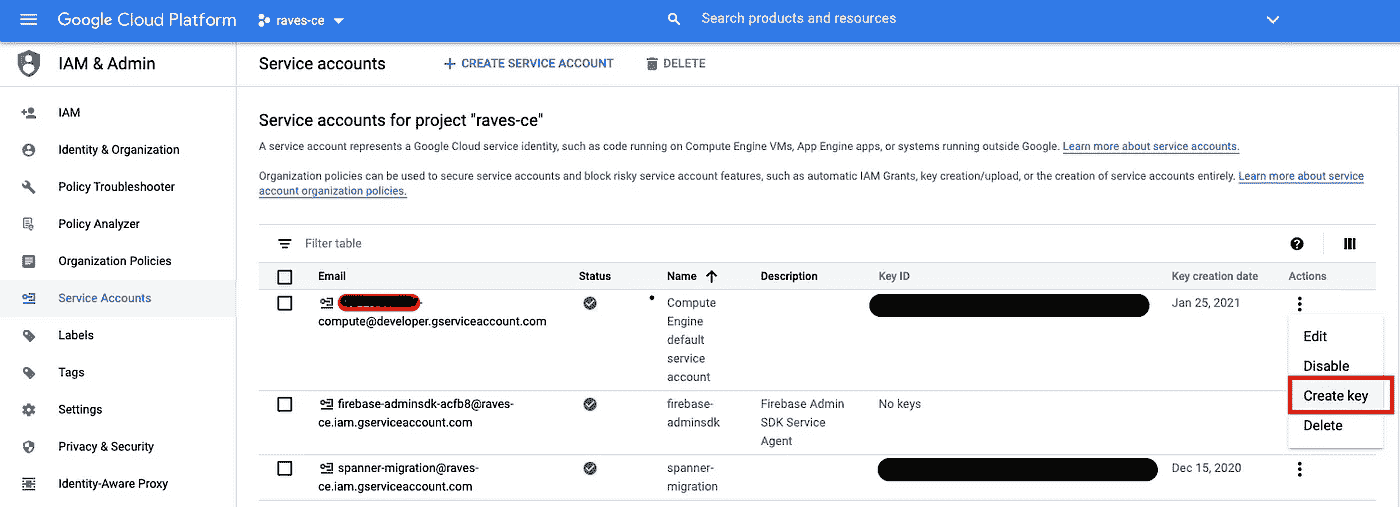 Google Cloud Platform
raves-ce
Search products and resources
IAM & Admin
Service accounts
CREATE SERVICE ACCOUNT
DELETE
IAM
Identity & Organization
Policy Troubleshooter
Policy Analyzer
Organization Policies
Service Accounts
Labels
Tags
Settings
Privacy & Security
Identity-Aware Proxy
Service accounts for project "raves-ce"
A service account represents a Google Cloud service identity, such as code running on Compute Engine VMs, App Engine apps, or systems running outside Google. Learn more about service accounts.
Organization policies can be used to secure service accounts and block risky service account features, such as automatic IAM Grants, key creation/upload, or the creation of service accounts entirely. Learn more about service
account organization policies.
Filter table
Email Status Name Description Key ID Key creation date Actions
-
compute@developer.gserviceaccount.com
Compute
Engine
default
service
account
Jan 25, 2021
Edit
Disable
Create key
Delete
firebase-adminsdk-acfb8@raves-
ce.iam.gserviceaccount.com
firebase-
adminsdk
Firebase Admin
SDK Service
Agent
No keys
spanner-migration@raves-
ce.iam.gserviceaccount.com
spanner-
migration
Dec 15, 2020